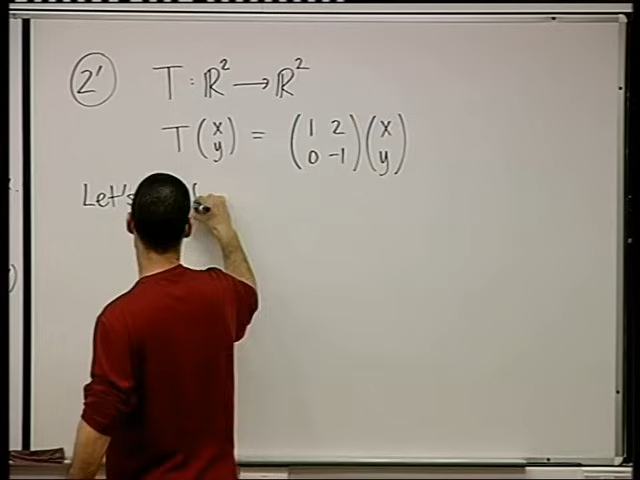 2' T : ℝ² → ℝ²
T(x y) = (1 2 0 -1)(x y)
Let's